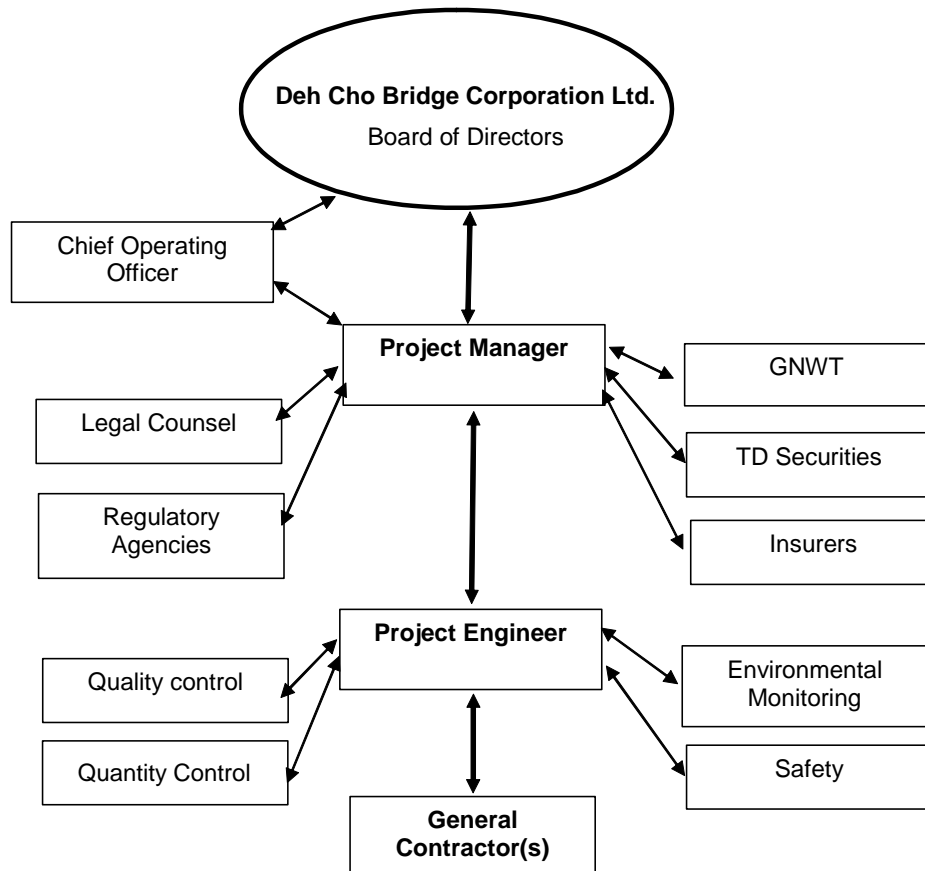 Deh Cho Bridge Corporation Ltd.
Board of Directors
Chief Operating
Officer
Project Manager
GNWT
Legal Counsel
TD Securities
Regulatory
Agencies
Insurers
Project Engineer
Quality control
Environmental
Monitoring
Quantity Control
Safety
General
Contractor(s)